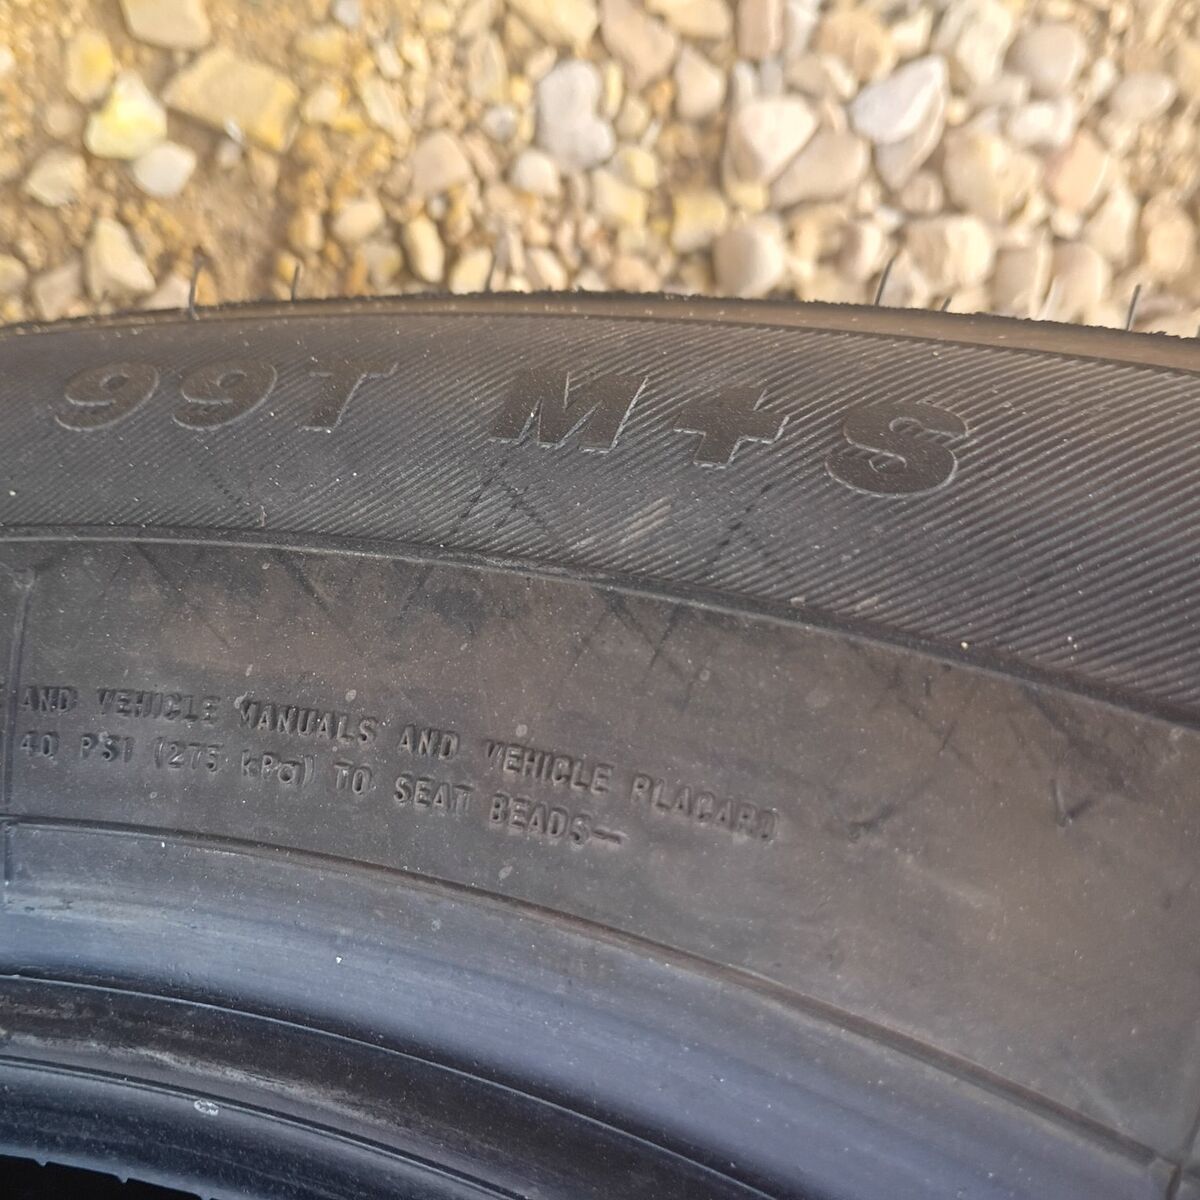 99T M+S
AND VEHICLE MANUALS AND VEHICLE PLACARD
40 PSI (275 kPa) TO SEAT BEADS—